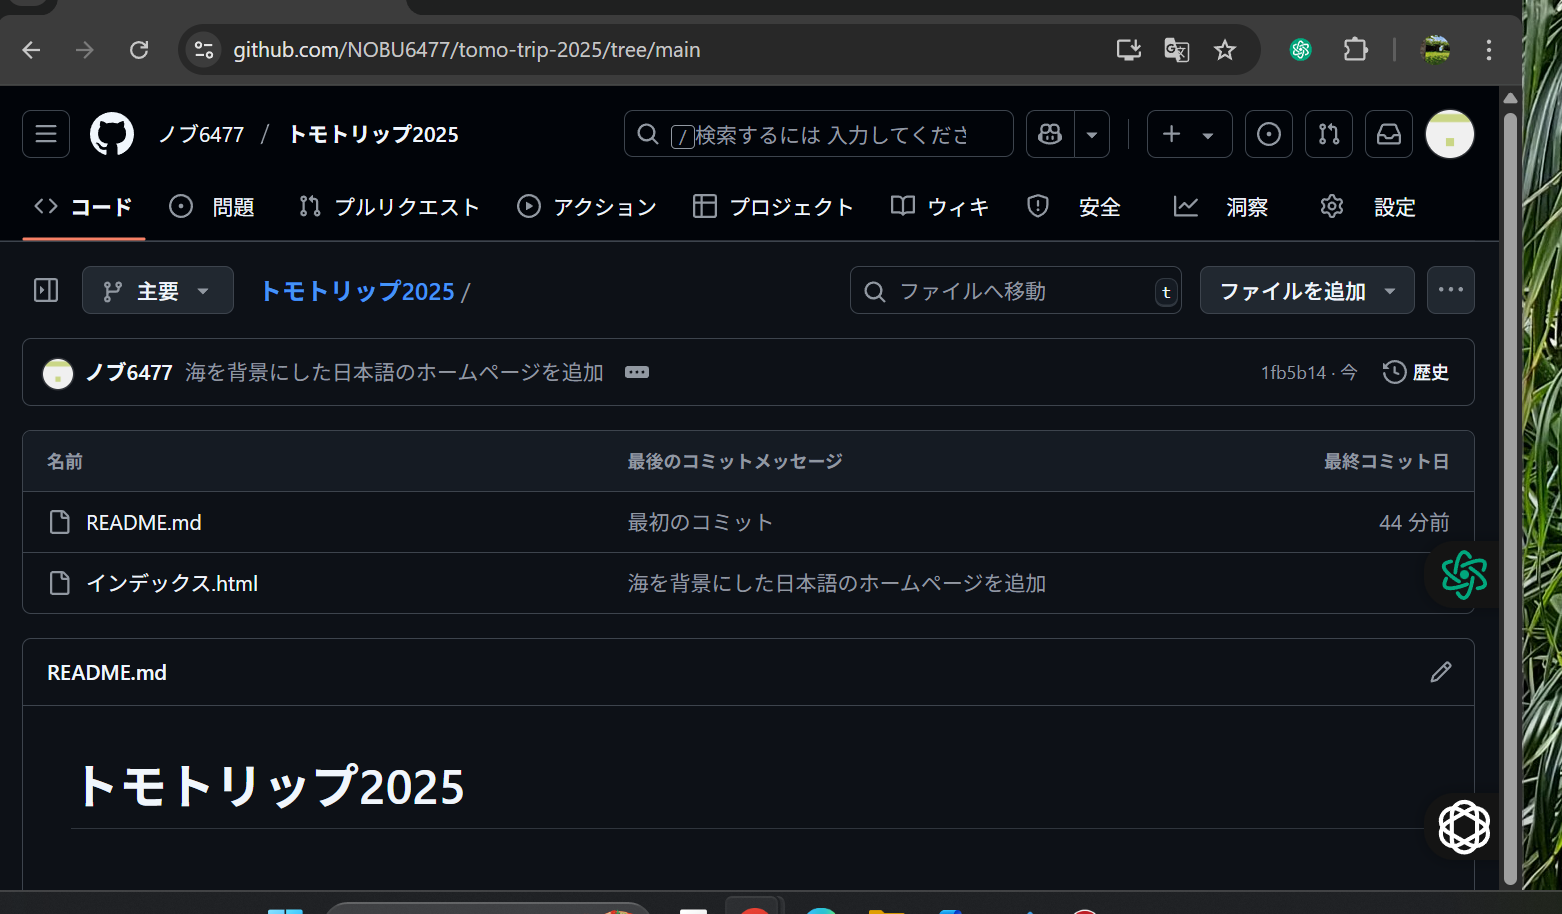 github.com/NOBU6477/tomo-trip-2025/tree/main
ノブ6477 / トモトリップ2025
/ 検索するには 入力してくださ
コード 問題 プルリクエスト アクション プロジェクト ウィキ 安全 洞察 設定
主要 トモトリップ2025 / ファイルへ移動 t ファイルを追加
ノブ6477 海を背景にした日本語のホームページを追加 1fb5b14 · 今 歴史
名前 最後のコミットメッセージ 最終コミット日
README.md 最初のコミット 44 分前
インデックス.html 海を背景にした日本語のホームページを追加
README.md
トモトリップ2025